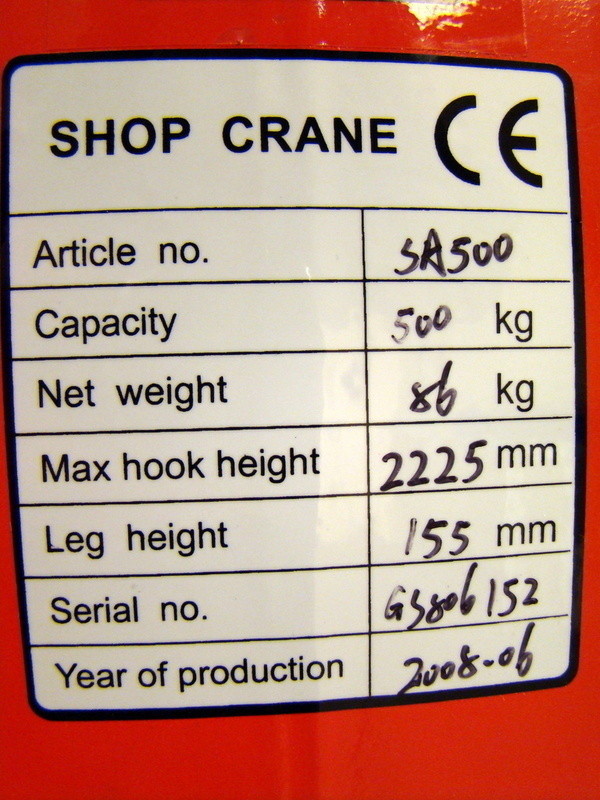 SHOP CRANE CE
Article no. SA500
Capacity 500 kg
Net weight 86 kg
Max hook height 2225 mm
Leg height 155 mm
Serial no. GS806152
Year of production 2008-06